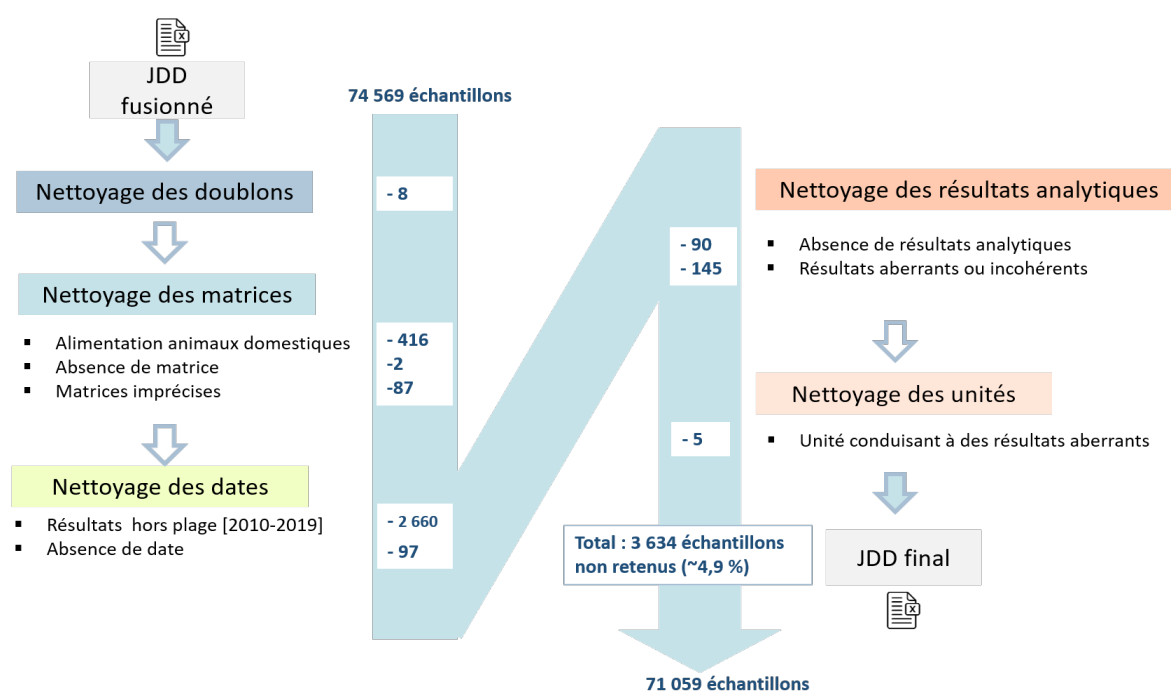 JDD
fusionné
74 569 échantillons
Nettoyage des doublons
- 8
Nettoyage des matrices
▪ Alimentation animaux domestiques
- 416
▪ Absence de matrice
-2
▪ Matrices imprécises
-87
Nettoyage des dates
▪ Résultats hors plage [2010-2019]
- 2 660
▪ Absence de date
- 97
Nettoyage des résultats analytiques
- 90
▪ Absence de résultats analytiques
- 145
▪ Résultats aberrants ou incohérents
Nettoyage des unités
- 5
▪ Unité conduisant à des résultats aberrants
Total : 3 634 échantillons
non retenus (~4,9 %)
JDD final
71 059 échantillons